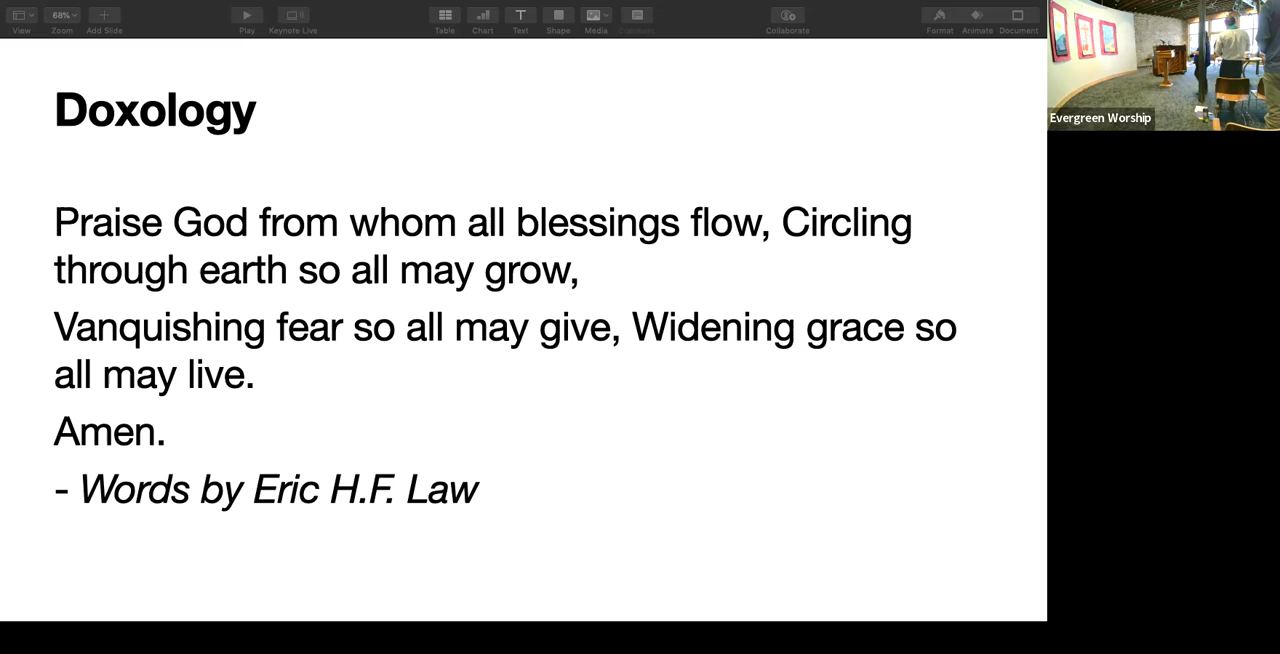 View
68%
Zoom
Add Slide
Play
Keynote Live
Table
Chart
T
Text
Shape
Media
Comment
Collaborate
Format
Animate
Document
Evergreen Worship
Doxology
Praise God from whom all blessings flow, Circling
through earth so all may grow,
Vanquishing fear so all may give, Widening grace so
all may live.
Amen.
- Words by Eric H.F. Law